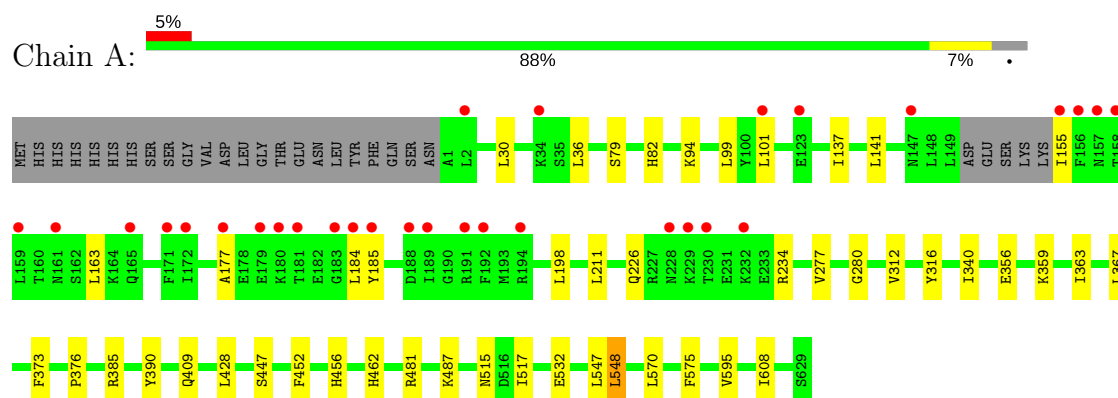 5%
Chain A:
88% 7% •
MET HIS HIS HIS HIS HIS HIS SER SER GLY VAL ASP LEU GLY THR GLU ASN LEU TYR PHE GLN SER ASN A1 L2 L30 K34 S35 L36 S79 H82 K94 L99 Y100 L101 E123 I137 L141 N147 L148 L149 ASP GLU SER LYS LYS I155 F156 N157 T158
L159 T160 N161 S162 L163 K164 Q165 F171 I172 A177 E178 E179 K180 T181 E182 G183 L184 Y185 D188 I189 G190 R191 F192 M193 R194 L198 L211 Q226 R227 N228 K229 T230 E231 K232 E233 R234 V277 G280 V312 Y316 I340 E356 K359 I363 L367
F373 P376 R385 Y390 Q409 L428 S447 F452 H456 H462 R481 K487 N515 D516 I517 E532 L547 L548 L570 F575 V595 I608 S629